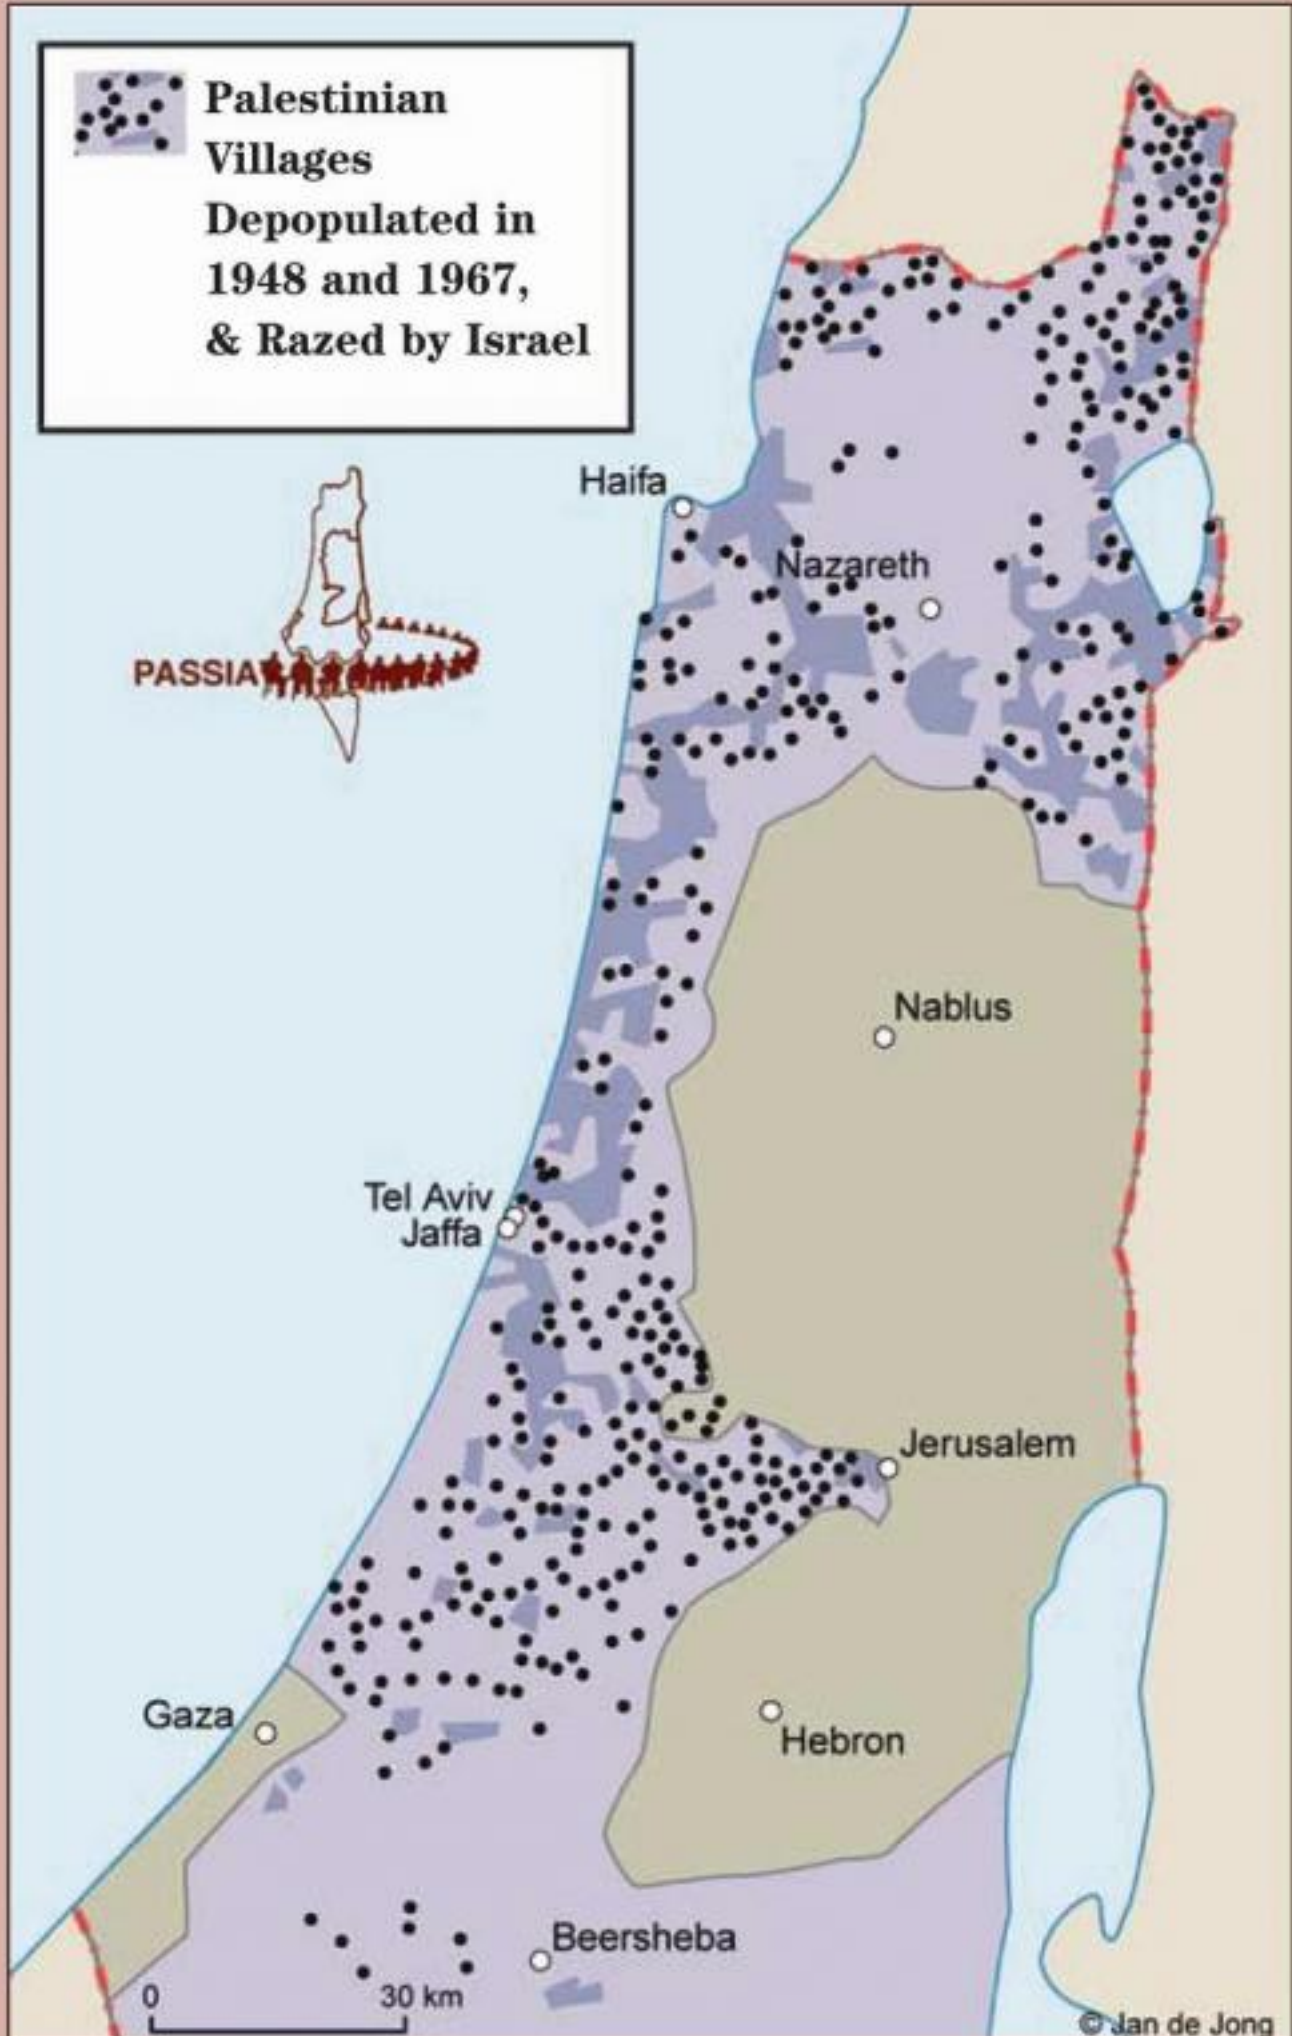 Palestinian
Villages
Depopulated in
1948 and 1967,
& Razed by Israel
Haifa
Nazareth
PASSIA
Nablus
Tel Aviv
Jaffa
Jerusalem
Gaza
Hebron
Beersheba
0 30 km
© Jan de Jong